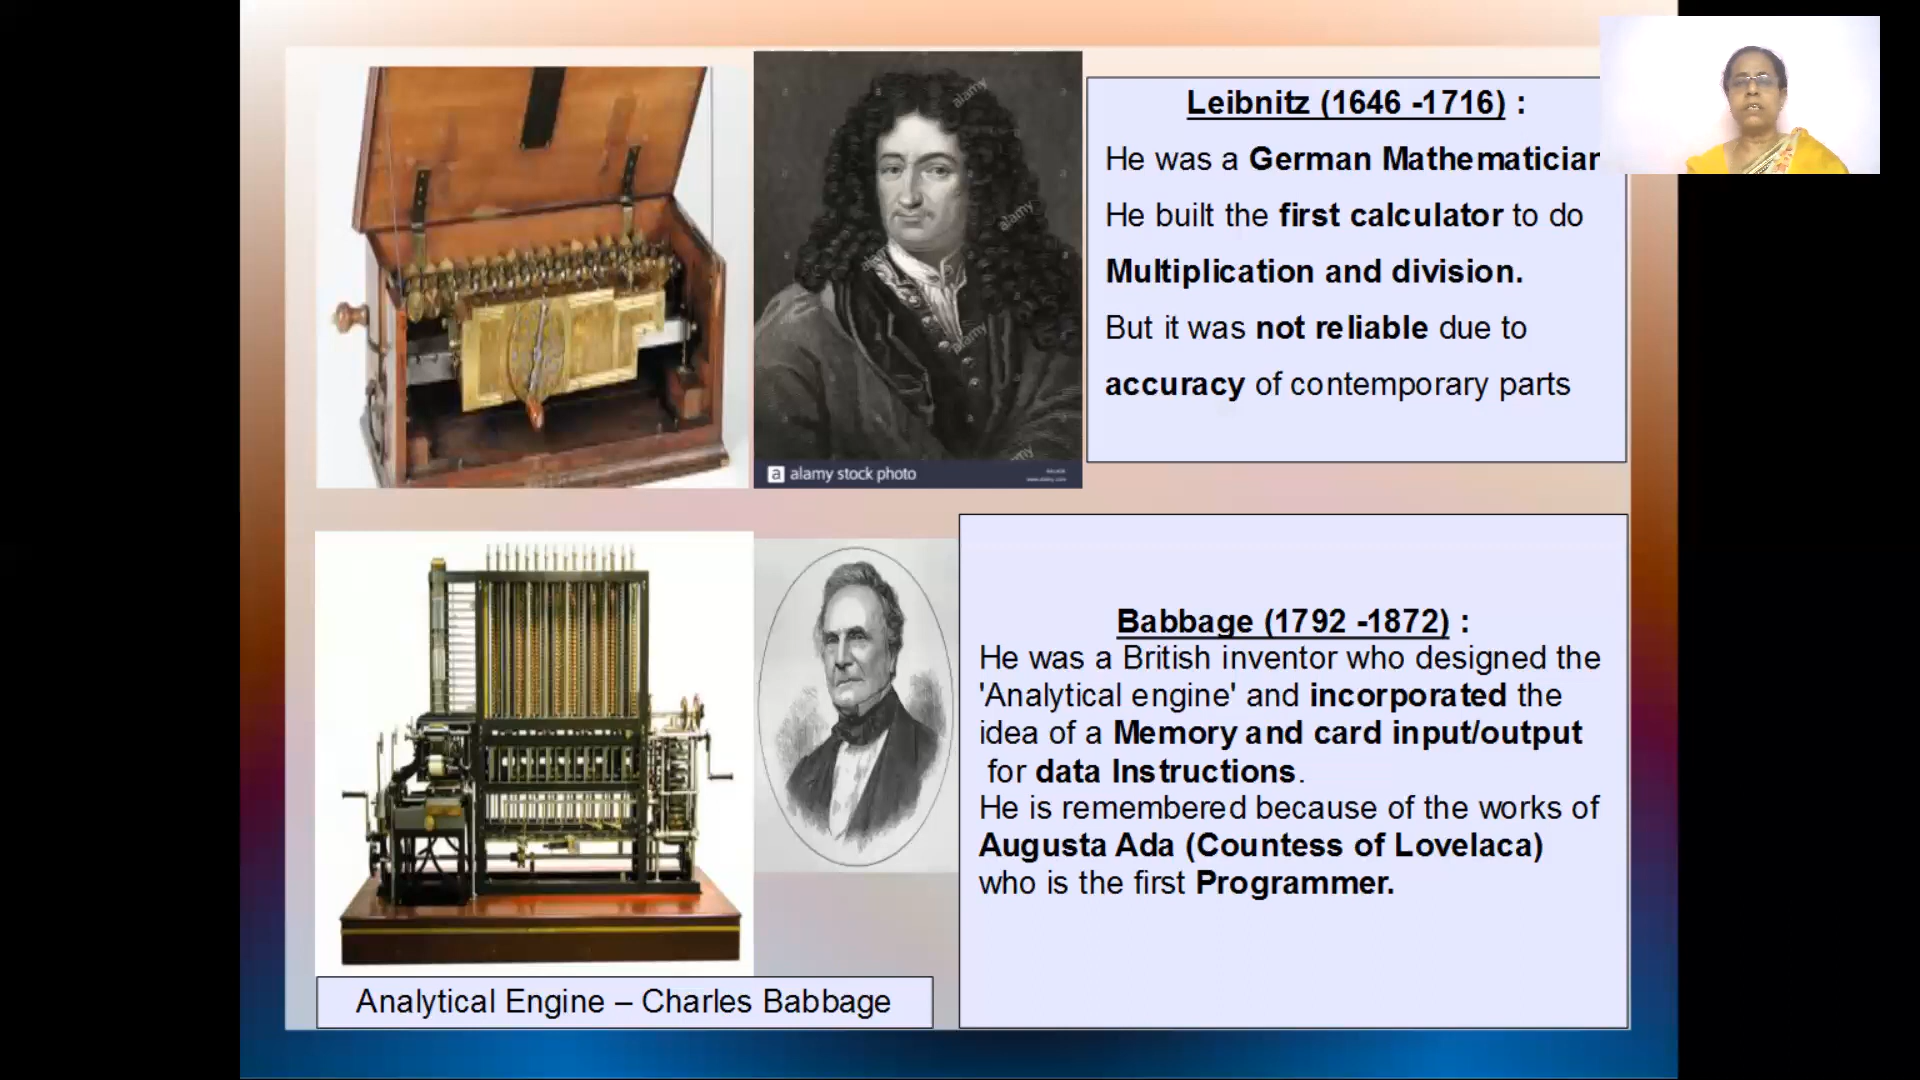 Leibnitz (1646 -1716) :
He was a German Mathematician
He built the first calculator to do
Multiplication and division.
But it was not reliable due to
accuracy of contemporary parts
alamy
alamy
alamy
alamy
a alamy stock photo
Babbage (1792 -1872) :
He was a British inventor who designed the
'Analytical engine' and incorporated the
idea of a Memory and card input/output
for data Instructions.
He is remembered because of the works of
Augusta Ada (Countess of Lovelaca)
who is the first Programmer.
Analytical Engine – Charles Babbage